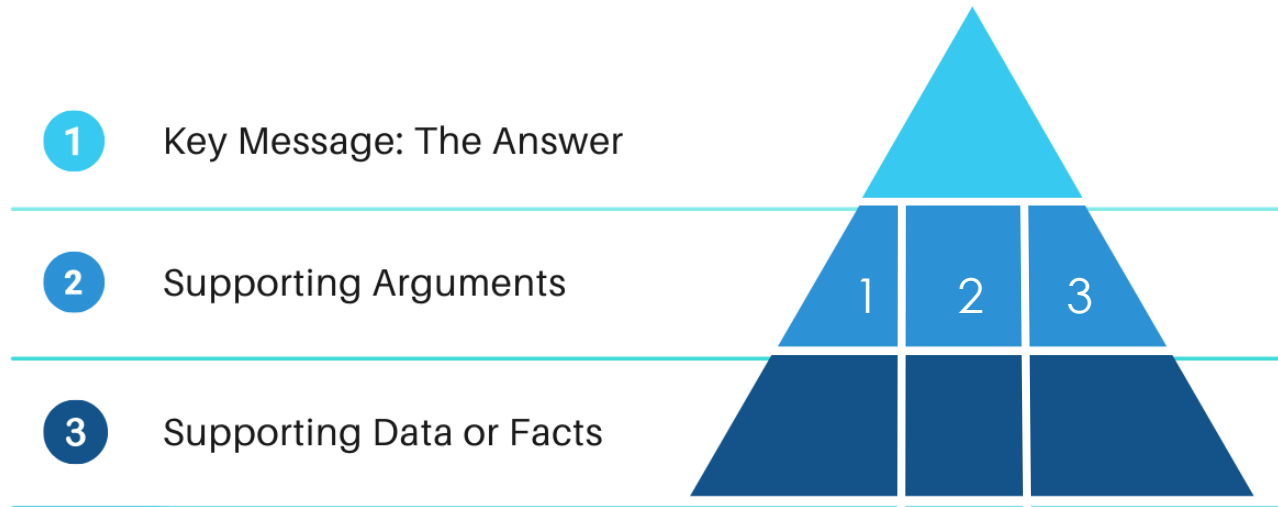 1 Key Message: The Answer
2 Supporting Arguments
1 2 3
3 Supporting Data or Facts